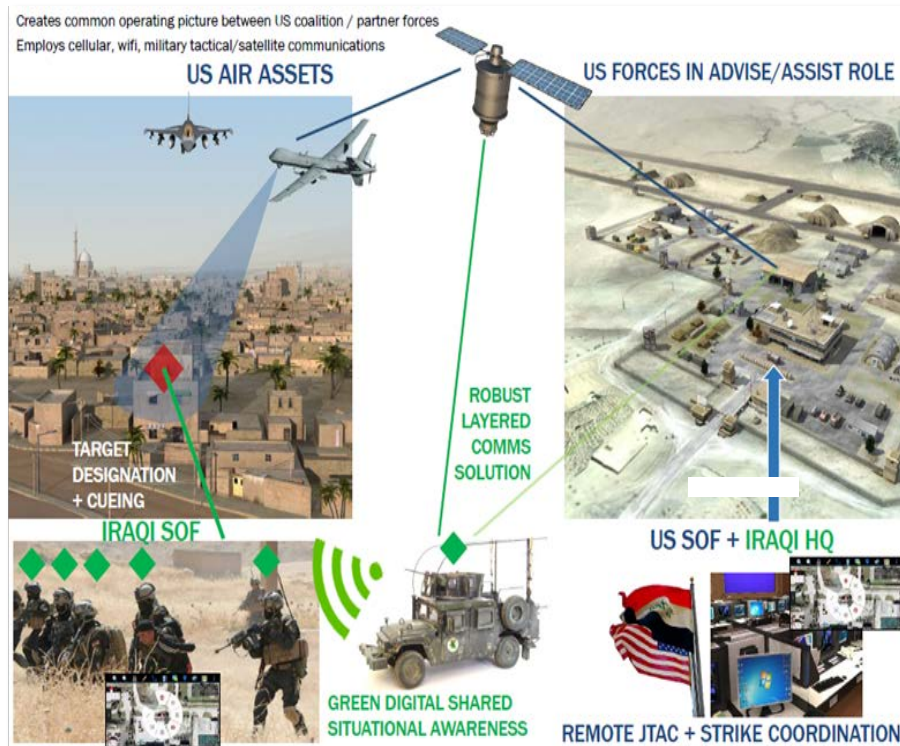 Creates common operating picture between US coalition / partner forces
Employs cellular, wifi, military tactical/satellite communications
US AIR ASSETS
US FORCES IN ADVISE/ASSIST ROLE
ROBUST
LAYERED
COMMS
SOLUTION
TARGET
DESIGNATION
+ CUEING
IRAQI SOF
US SOF + IRAQI HQ
GREEN DIGITAL SHARED
SITUATIONAL AWARENESS
REMOTE JTAC + STRIKE COORDINATION